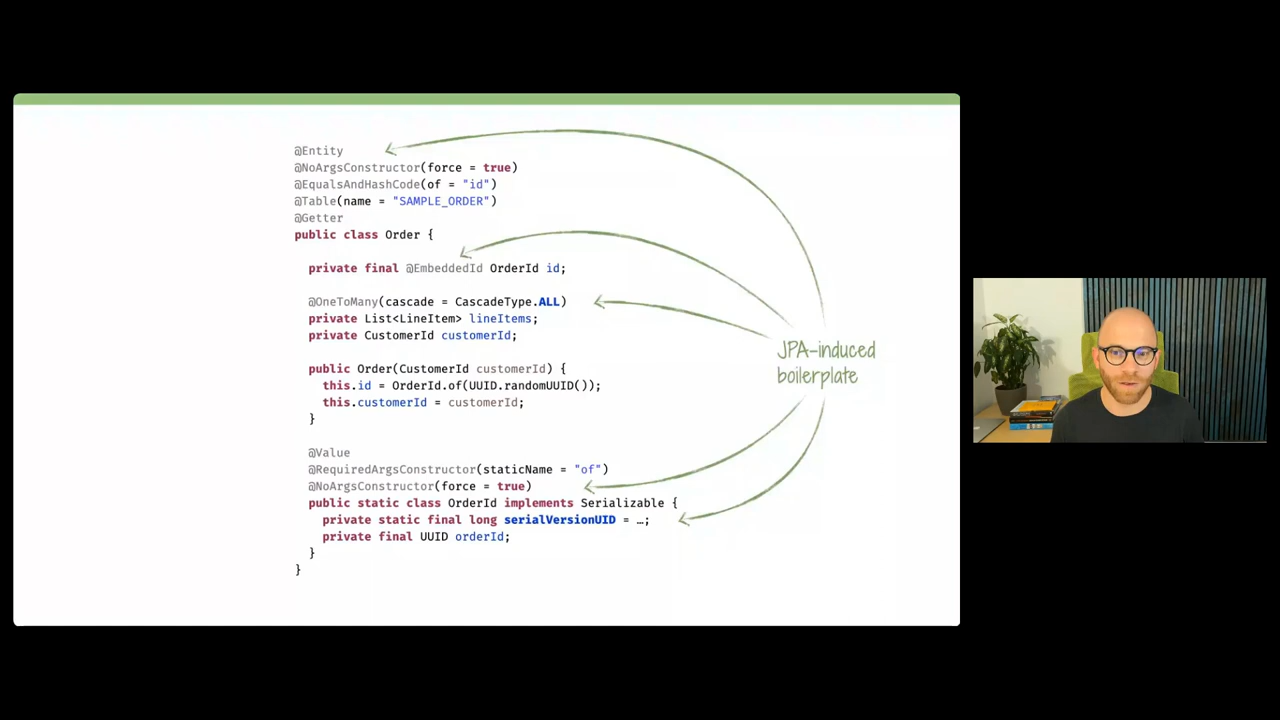 @Entity
@NoArgsConstructor(force = true)
@EqualsAndHashCode(of = "id")
@Table(name = "SAMPLE_ORDER")
@Getter
public class Order {
private final @EmbeddedId OrderId id;
@OneToMany(cascade = CascadeType.ALL)
private List<LineItem> lineItems;
private CustomerId customerId;
public Order(CustomerId customerId) {
this.id = OrderId.of(UUID.randomUUID());
this.customerId = customerId;
}
@Value
@RequiredArgsConstructor(staticName = "of")
@NoArgsConstructor(force = true)
public static class OrderId implements Serializable {
private static final long serialVersionUID = …;
private final UUID orderId;
}
}
JPA-induced
boilerplate